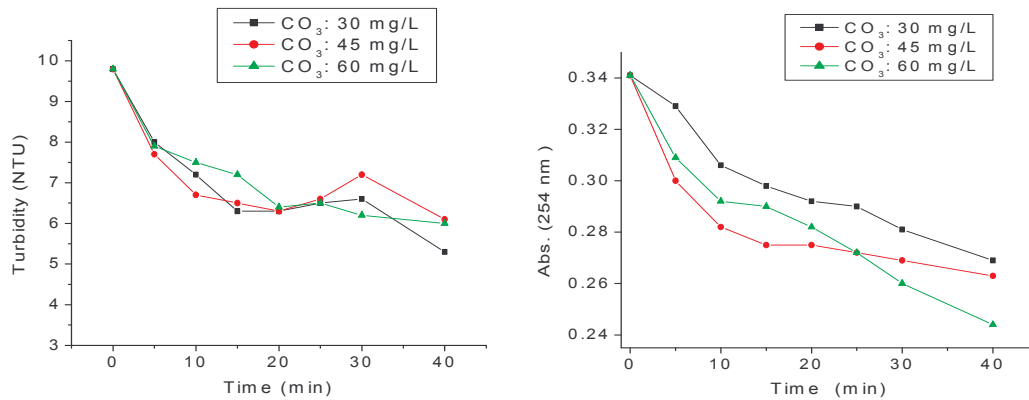 CO₃: 30 mg/L
CO₃: 45 mg/L
CO₃: 60 mg/L
10
9
8
7
6
5
4
3
Turbidity (NTU)
0 10 20 30 40
Time (min)
CO₃: 30 mg/L
CO₃: 45 mg/L
CO₃: 60 mg/L
0.34
0.32
0.30
0.28
0.26
0.24
Abs. (254 nm)
0 10 20 30 40
Time (min)